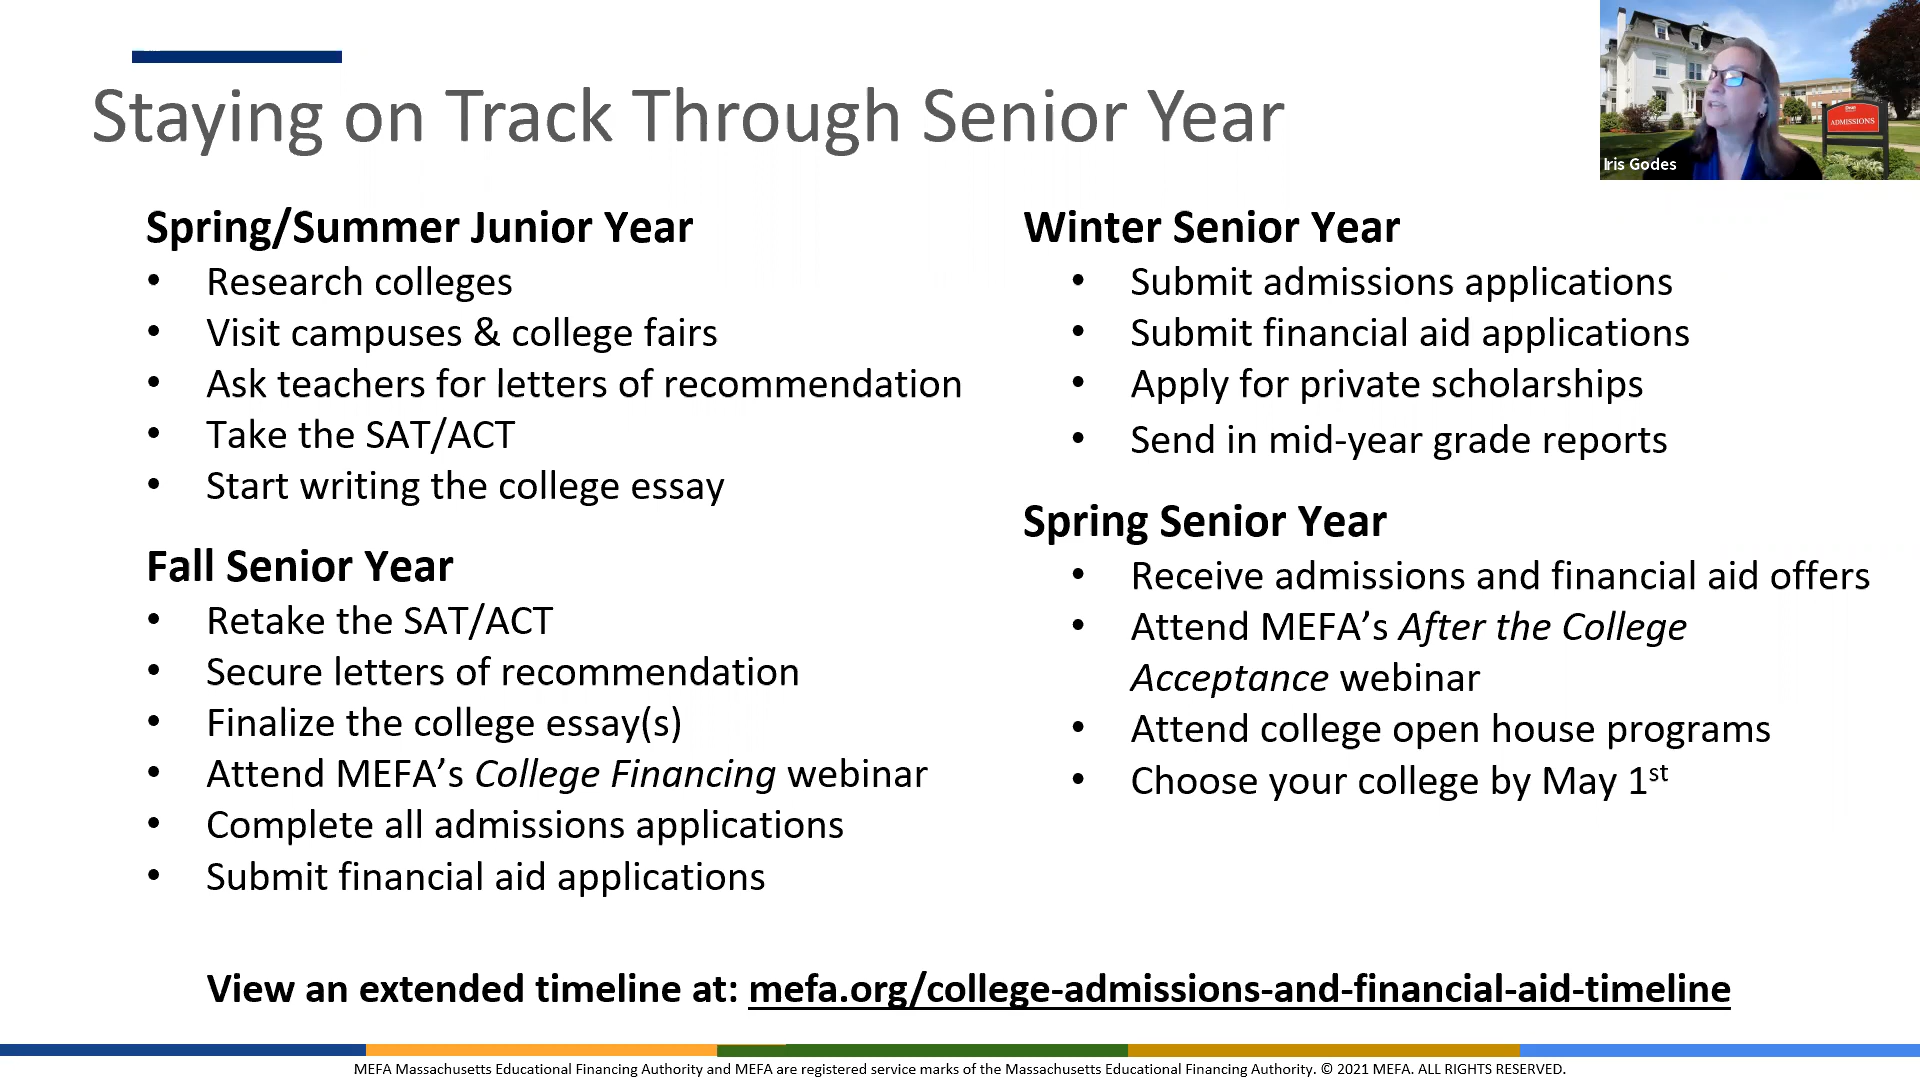 Staying on Track Through Senior Year
ADMISSIONS
Iris Godes
Spring/Summer Junior Year
• Research colleges
• Visit campuses & college fairs
• Ask teachers for letters of recommendation
• Take the SAT/ACT
• Start writing the college essay
Fall Senior Year
• Retake the SAT/ACT
• Secure letters of recommendation
• Finalize the college essay(s)
• Attend MEFA’s College Financing webinar
• Complete all admissions applications
• Submit financial aid applications
Winter Senior Year
• Submit admissions applications
• Submit financial aid applications
• Apply for private scholarships
• Send in mid-year grade reports
Spring Senior Year
• Receive admissions and financial aid offers
• Attend MEFA’s After the College
Acceptance webinar
• Attend college open house programs
• Choose your college by May 1st
View an extended timeline at: mefa.org/college-admissions-and-financial-aid-timeline
MEFA Massachusetts Educational Financing Authority and MEFA are registered service marks of the Massachusetts Educational Financing Authority. © 2021 MEFA. ALL RIGHTS RESERVED.